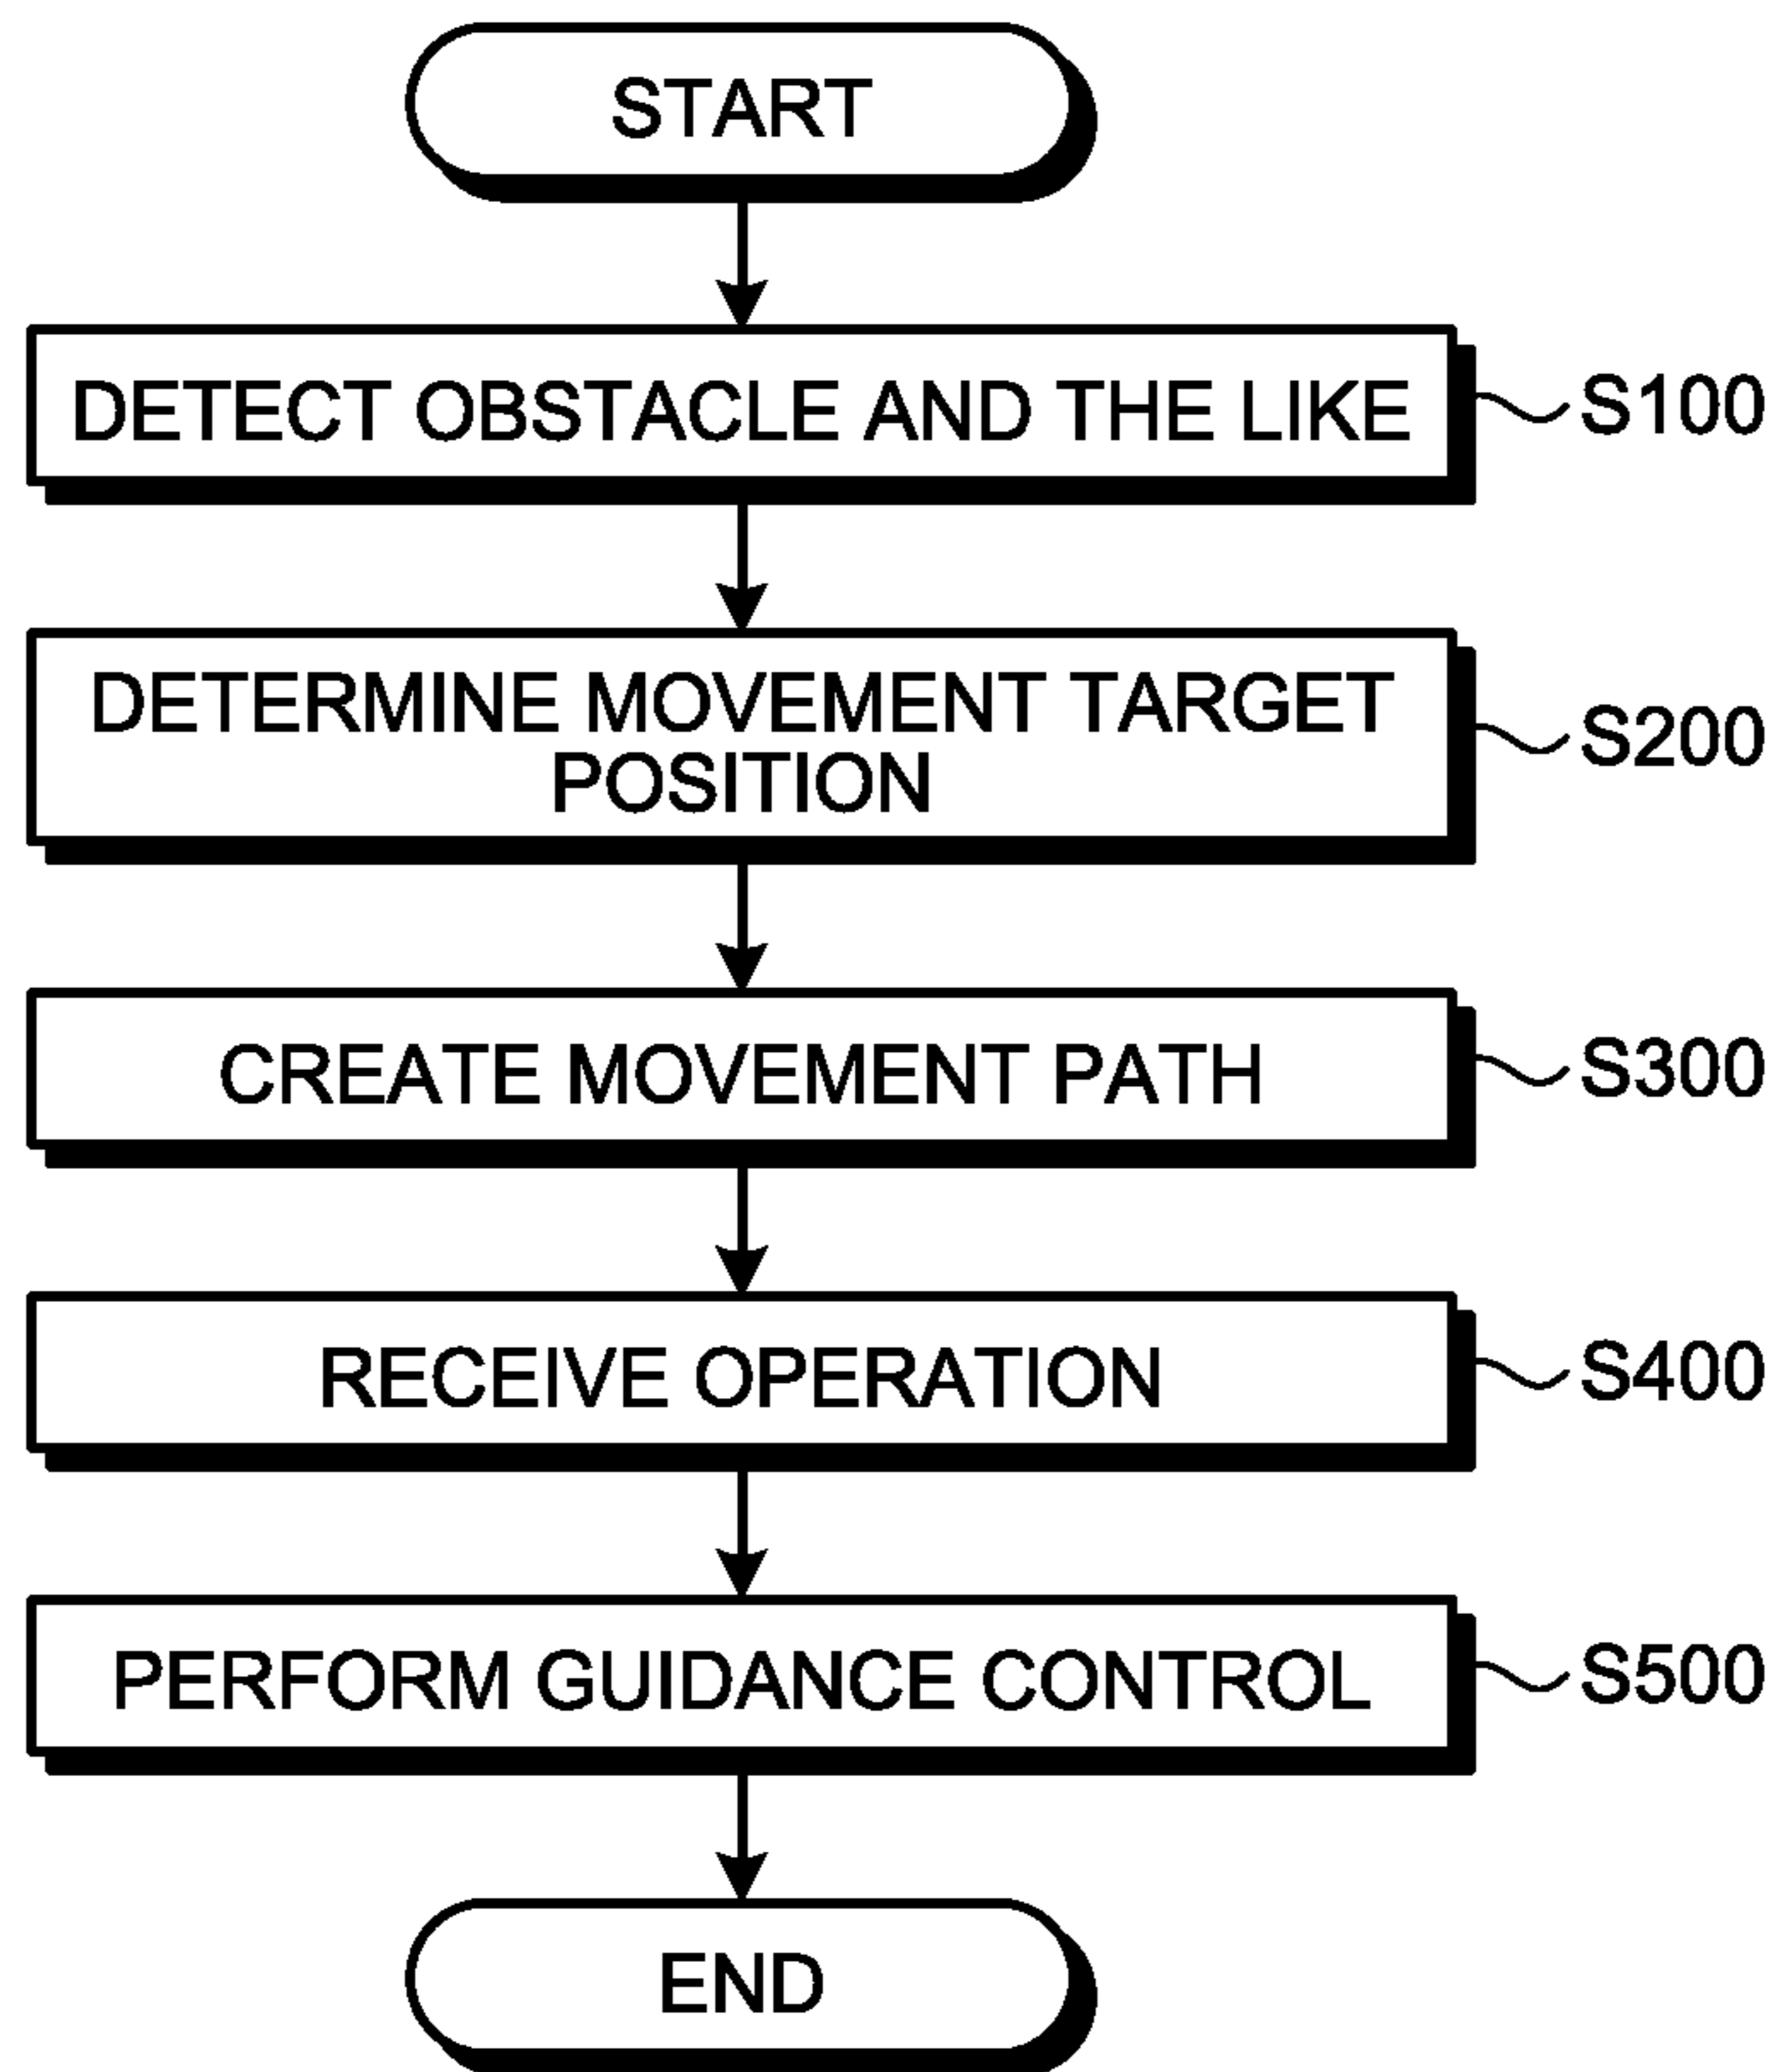 START
DETECT OBSTACLE AND THE LIKE
S100
DETERMINE MOVEMENT TARGET
POSITION
S200
CREATE MOVEMENT PATH
S300
RECEIVE OPERATION
S400
PERFORM GUIDANCE CONTROL
S500
END